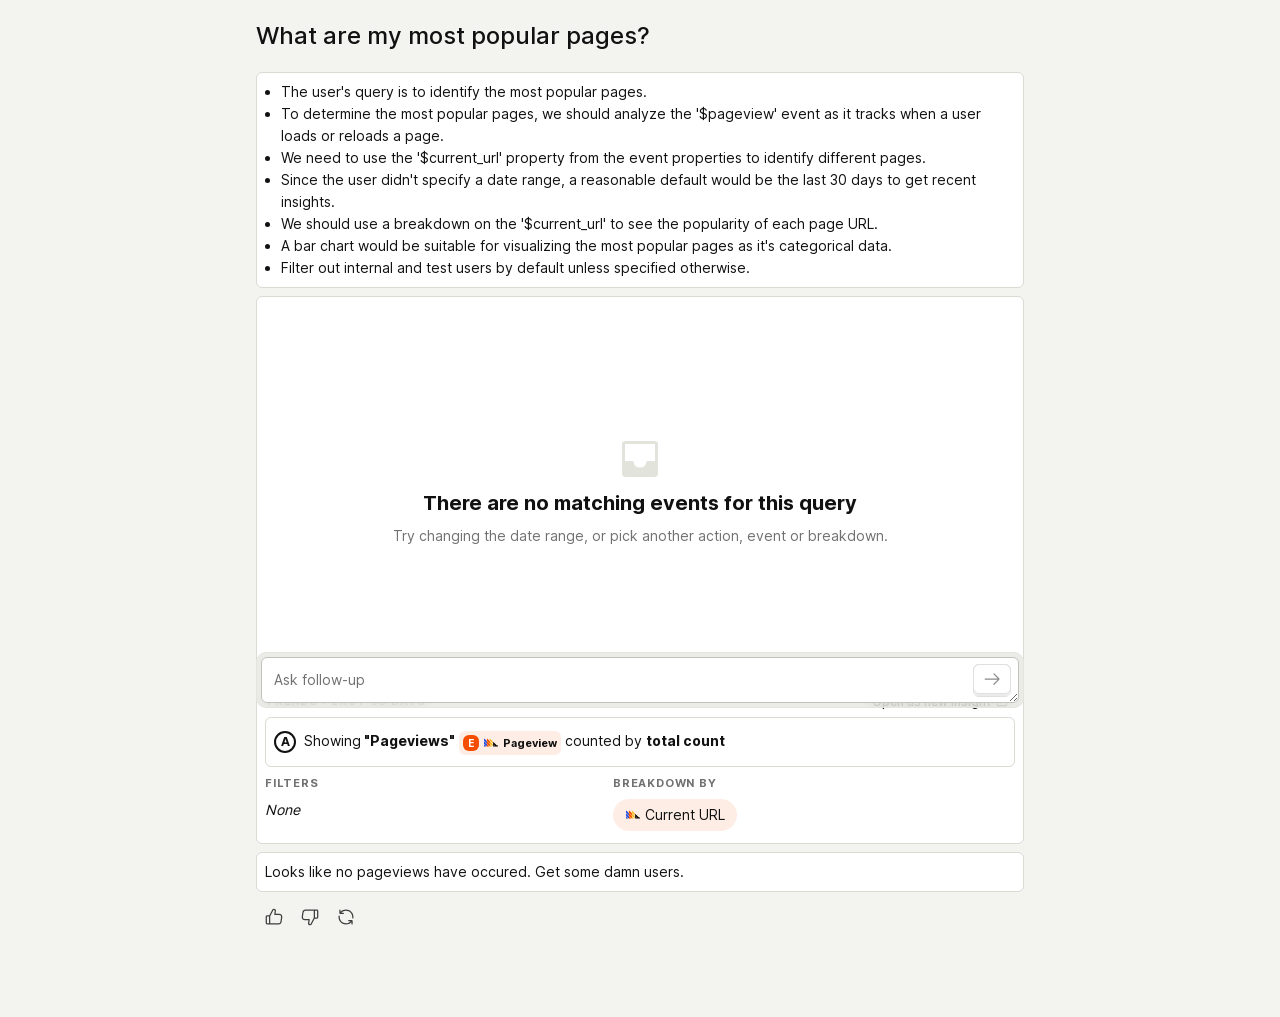 What are my most popular pages?
The user's query is to identify the most popular pages.
To determine the most popular pages, we should analyze the '$pageview' event as it tracks when a user
loads or reloads a page.
We need to use the '$current_url' property from the event properties to identify different pages.
Since the user didn't specify a date range, a reasonable default would be the last 30 days to get recent
insights.
We should use a breakdown on the '$current_url' to see the popularity of each page URL.
A bar chart would be suitable for visualizing the most popular pages as it's categorical data.
Filter out internal and test users by default unless specified otherwise.
There are no matching events for this query
Try changing the date range, or pick another action, event or breakdown.
Ask follow-up
A Showing "Pageviews" E Pageview counted by total count
FILTERS
None
BREAKDOWN BY
Current URL
Looks like no pageviews have occured. Get some damn users.